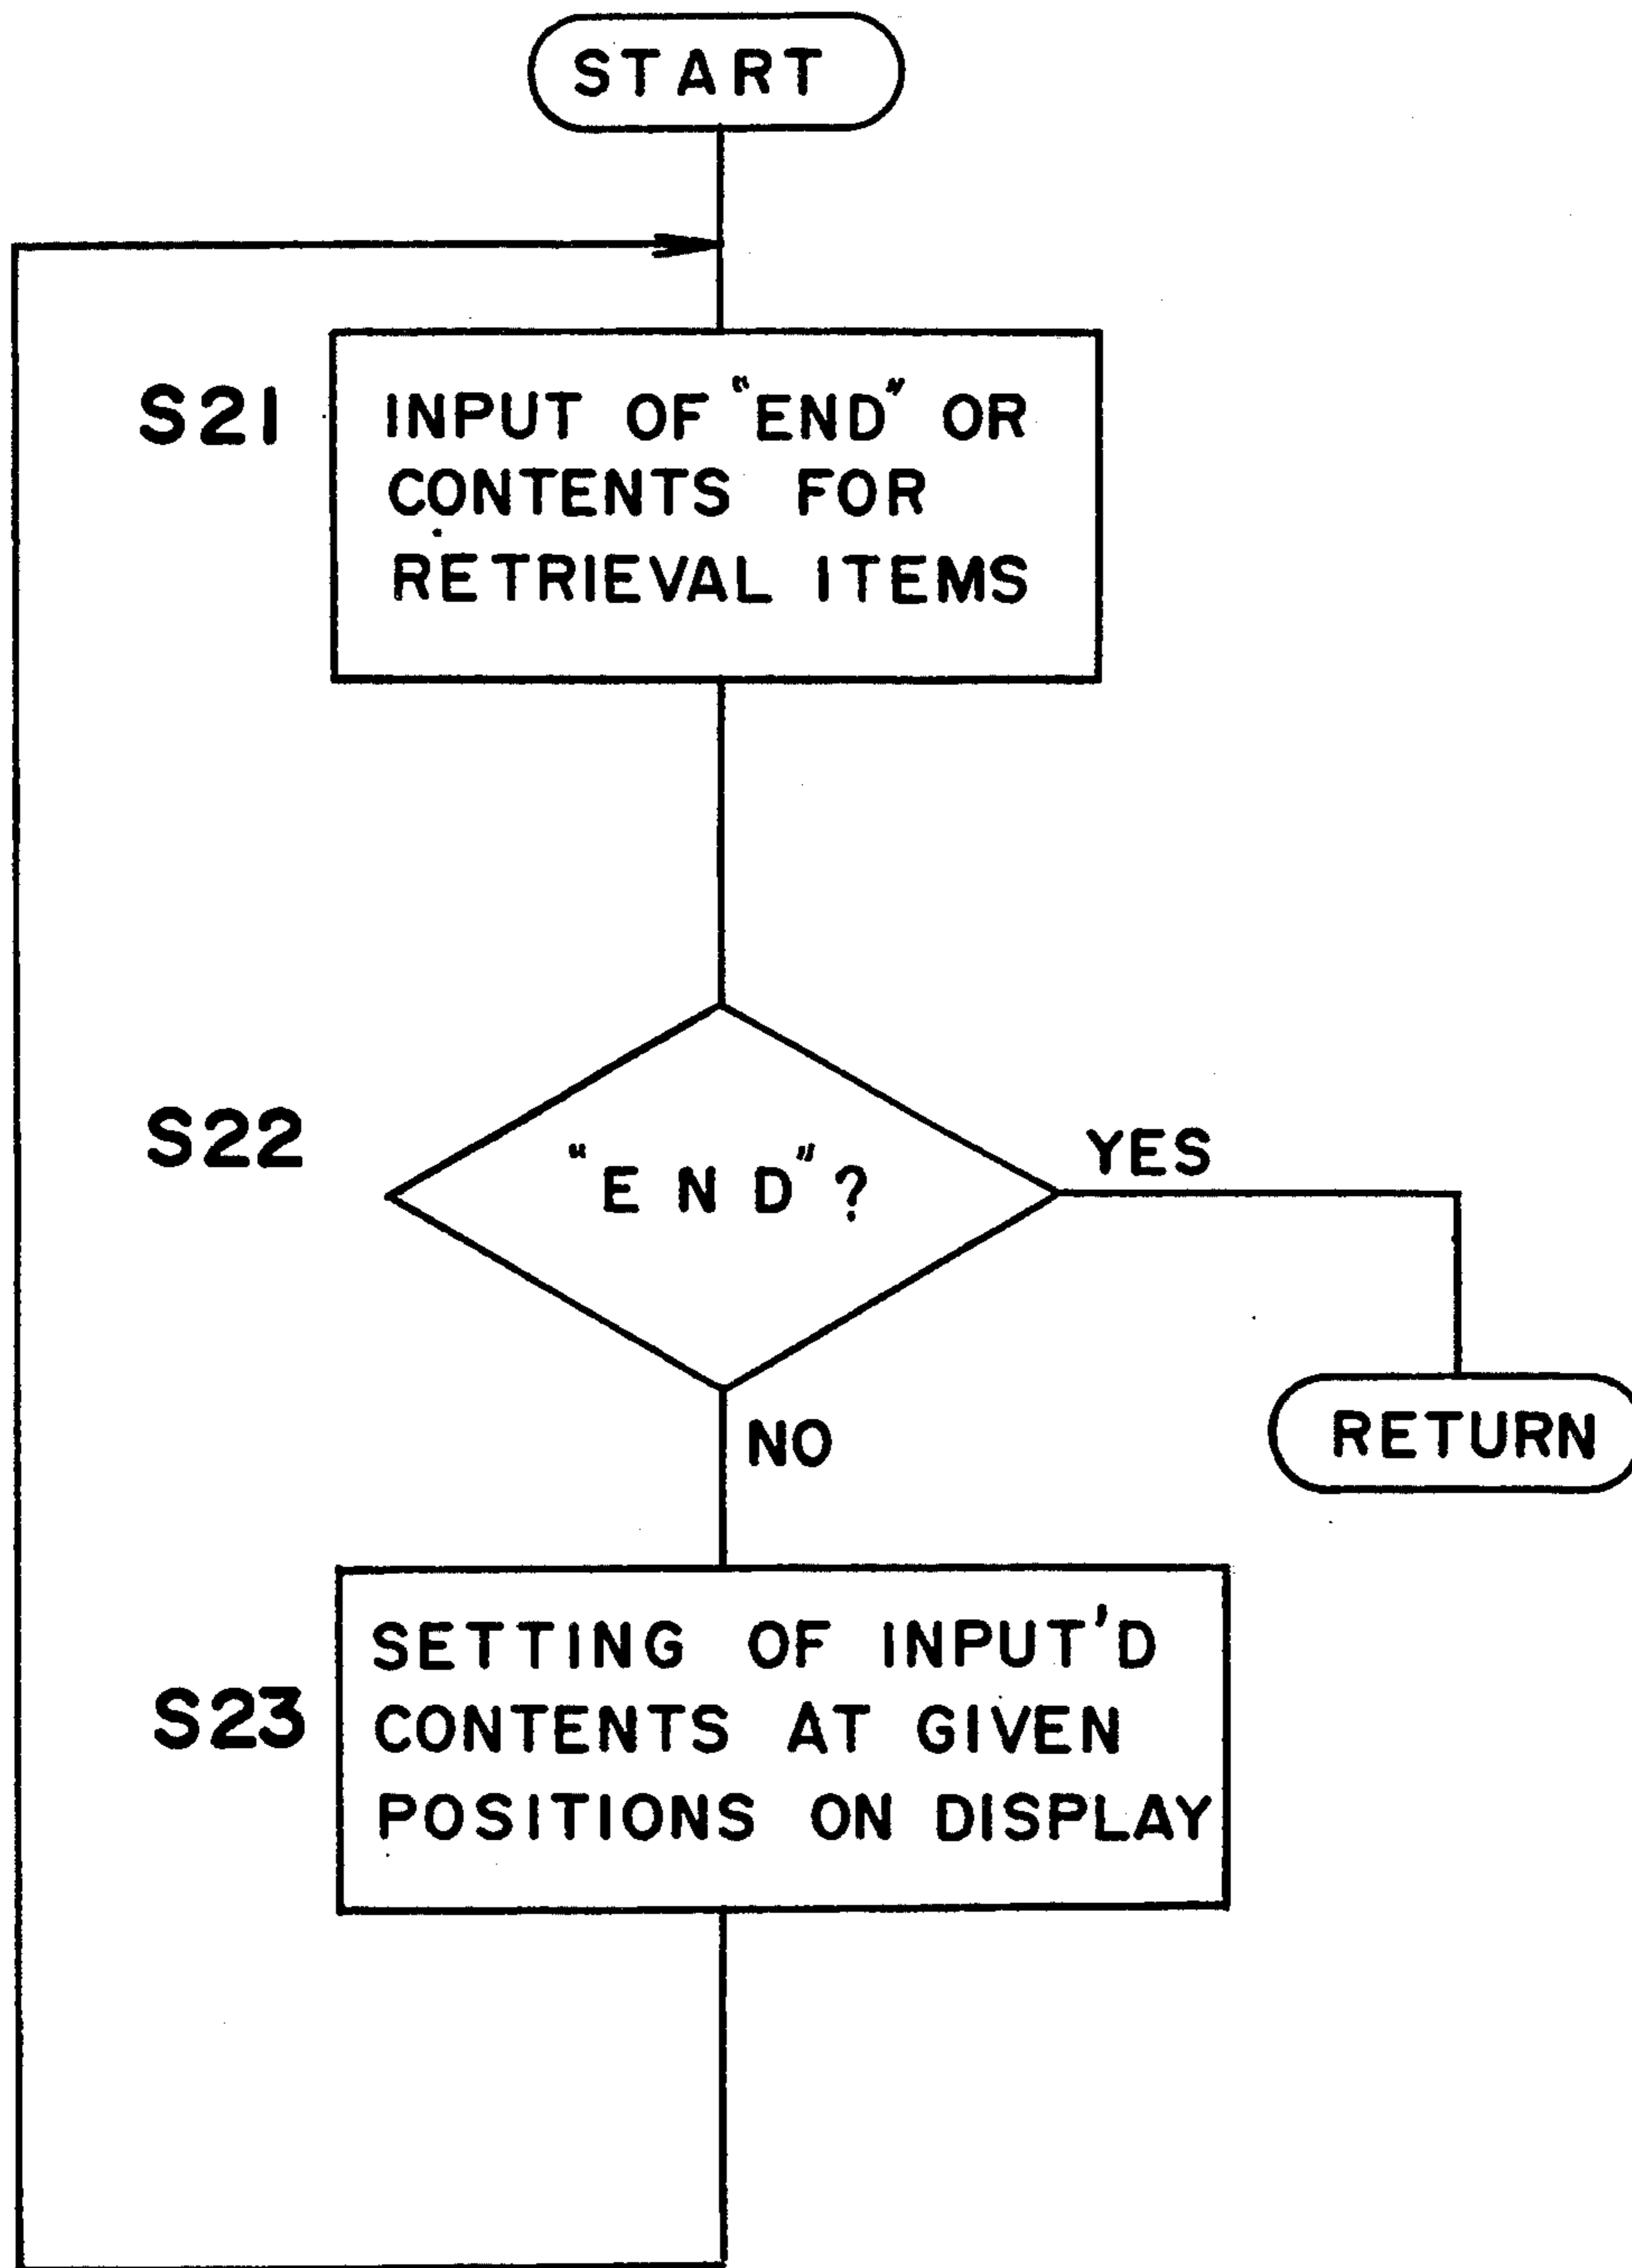 START
S21
INPUT OF "END" OR
CONTENTS FOR
RETRIEVAL ITEMS
S22
"END"?
YES
NO
RETURN
S23
SETTING OF INPUT'D
CONTENTS AT GIVEN
POSITIONS ON DISPLAY